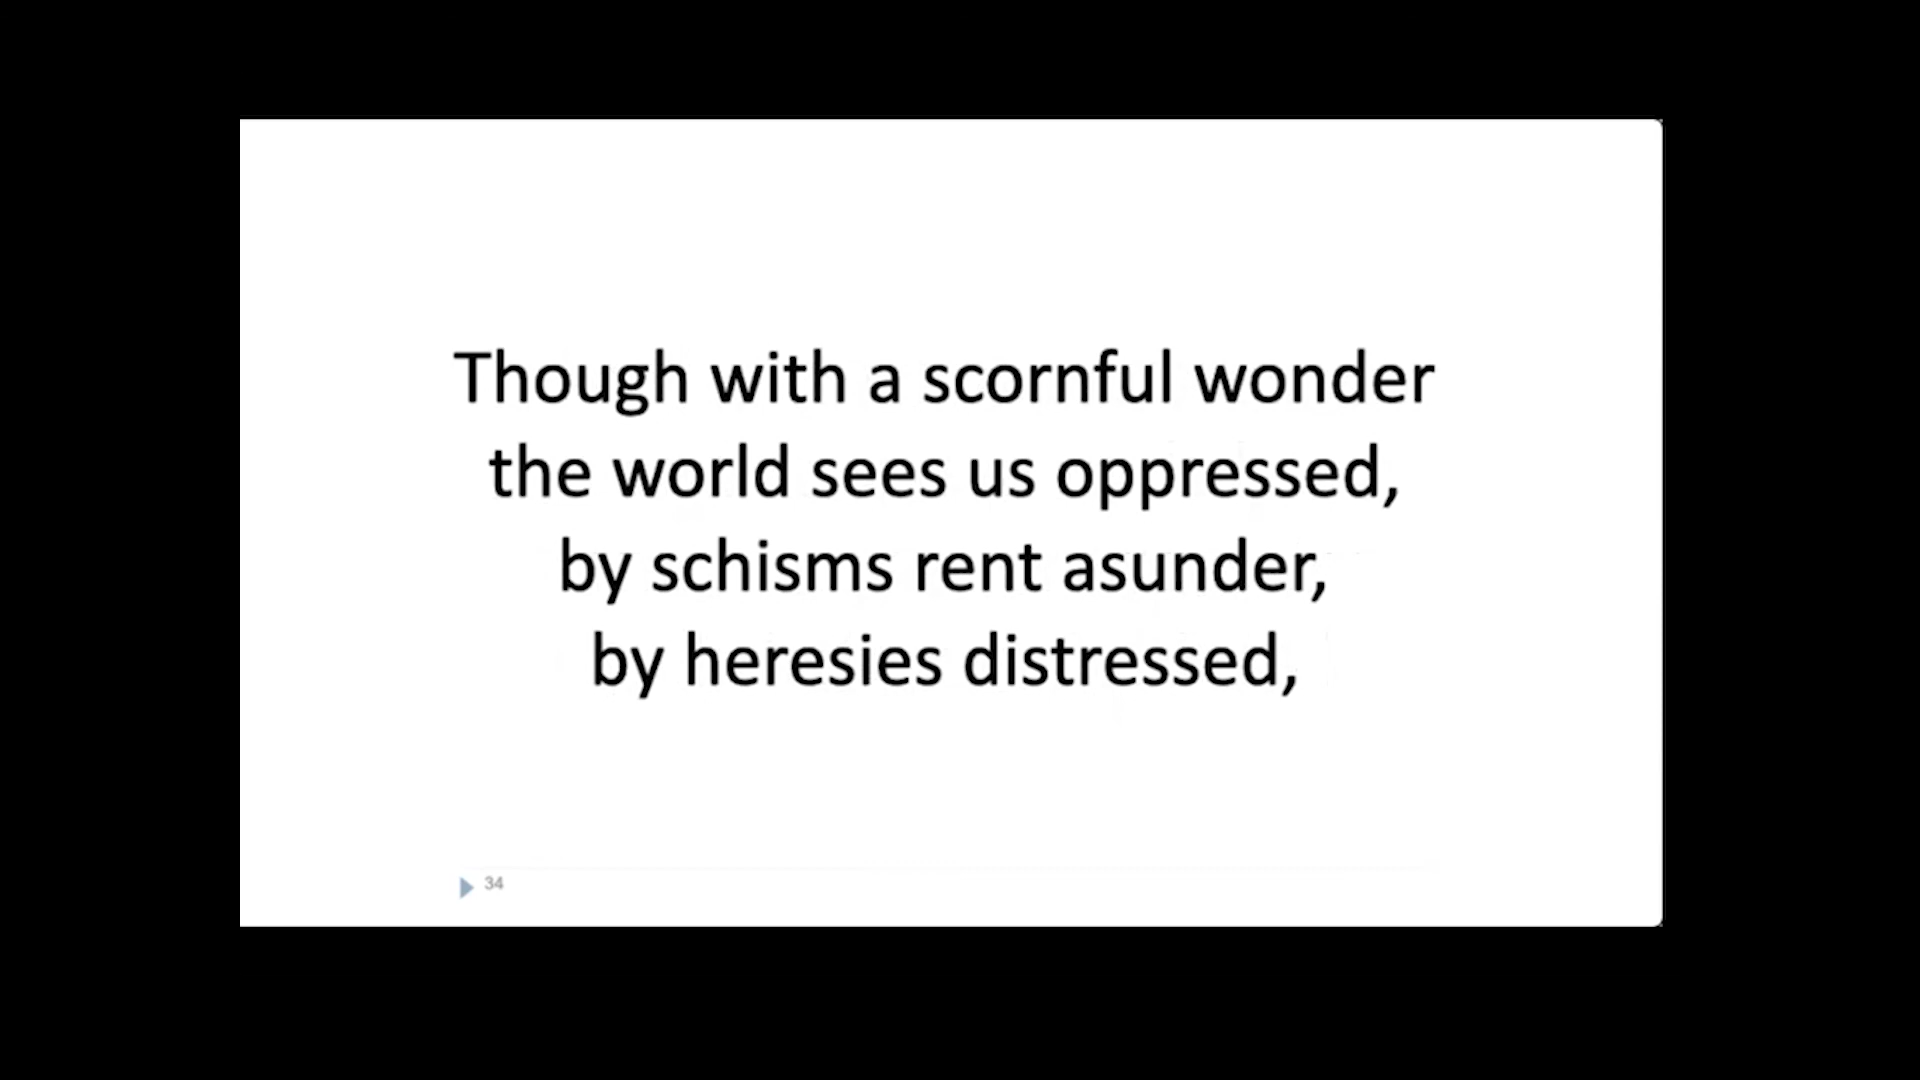 Though with a scornful wonder
the world sees us oppressed,
by schisms rent asunder,
by heresies distressed,
34